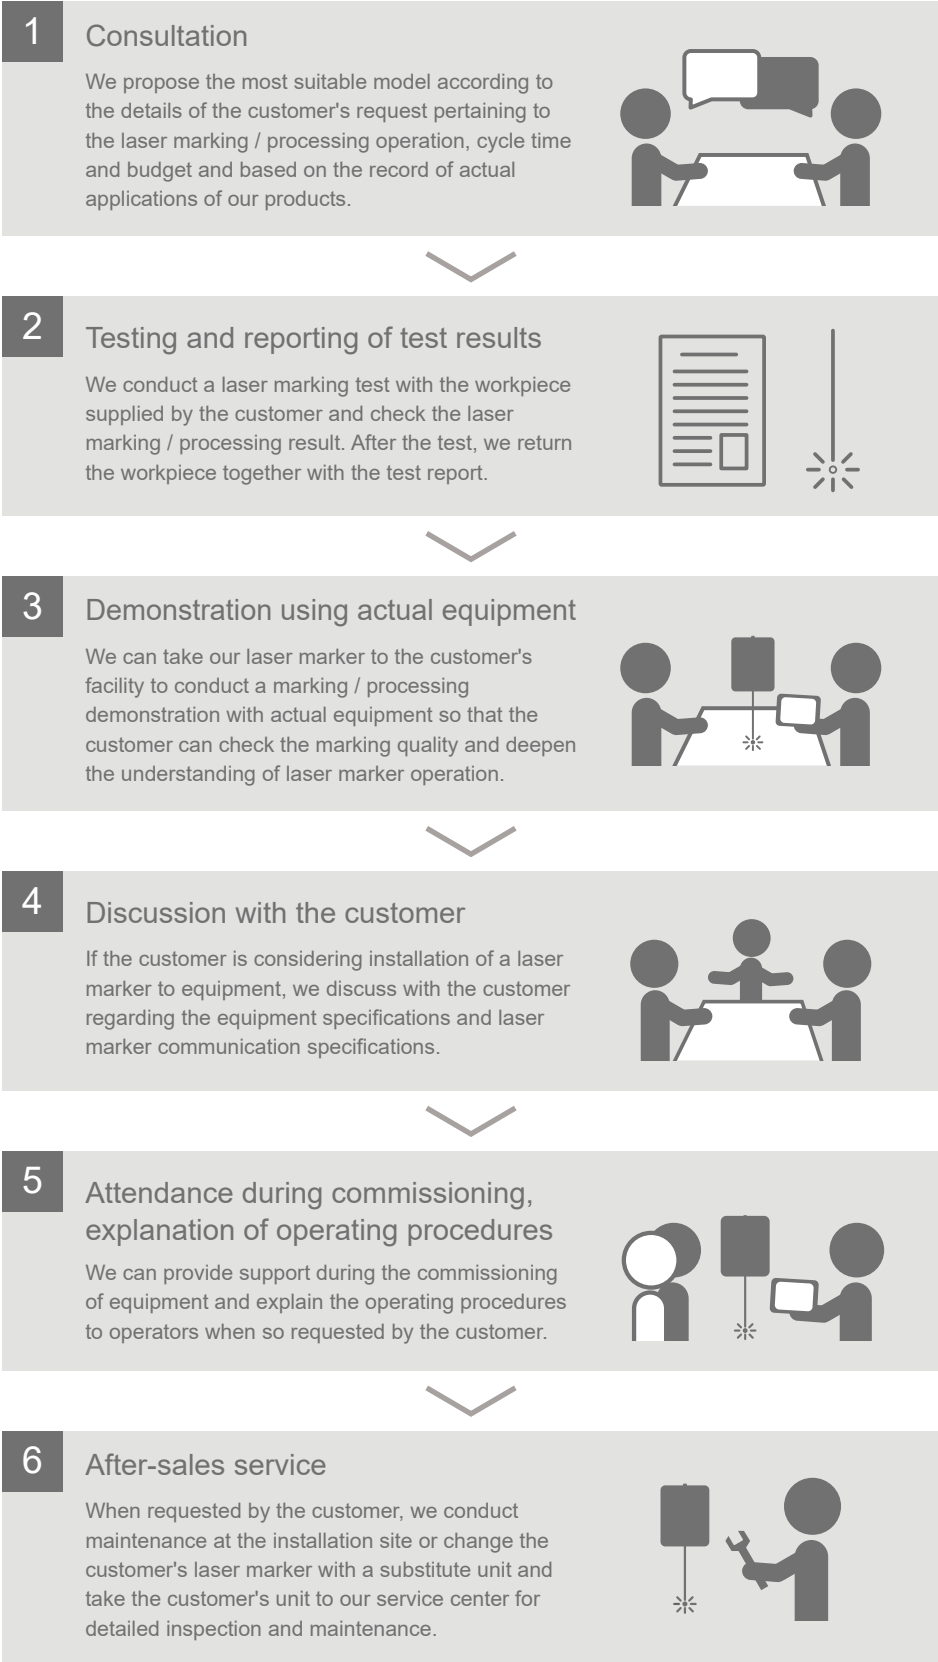 1
Consultation
We propose the most suitable model according to
the details of the customer's request pertaining to
the laser marking / processing operation, cycle time
and budget and based on the record of actual
applications of our products.
2
Testing and reporting of test results
We conduct a laser marking test with the workpiece
supplied by the customer and check the laser
marking / processing result. After the test, we return
the workpiece together with the test report.
3
Demonstration using actual equipment
We can take our laser marker to the customer's
facility to conduct a marking / processing
demonstration with actual equipment so that the
customer can check the marking quality and deepen
the understanding of laser marker operation.
4
Discussion with the customer
If the customer is considering installation of a laser
marker to equipment, we discuss with the customer
regarding the equipment specifications and laser
marker communication specifications.
5
Attendance during commissioning,
explanation of operating procedures
We can provide support during the commissioning
of equipment and explain the operating procedures
to operators when so requested by the customer.
6
After-sales service
When requested by the customer, we conduct
maintenance at the installation site or change the
customer's laser marker with a substitute unit and
take the customer's unit to our service center for
detailed inspection and maintenance.